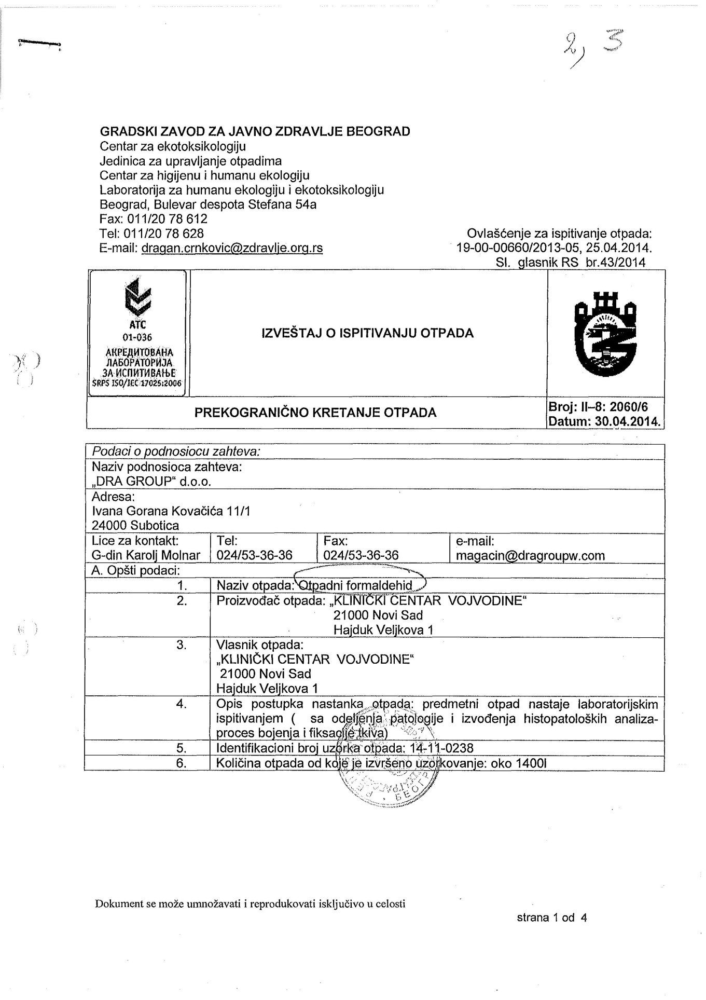 2, 3
GRADSKI ZAVOD ZA JAVNO ZDRAVLJE BEOGRAD
Centar za ekotoksikologiju
Jedinica za upravljanje otpadima
Centar za higijenu i humanu ekologiju
Laboratorija za humanu ekologiju i ekotoksikologiju
Beograd, Bulevar despota Stefana 54a
Fax: 011/20 78 612
Tel: 011/20 78 628
E-mail: dragan.crnkovic@zdravlje.org.rs
Ovlašćenje za ispitivanje otpada:
19-00-00660/2013-05, 25.04.2014.
Sl. glasnik RS br.43/2014
ATC
01-036
АКРЕДИТОВАНА
ЛАБОРАТОРИЈА
ЗА ИСПИТИВАЊЕ
SRPS ISO/IEC 17025:2006
IZVEŠTAJ O ISPITIVANJU OTPADA
PREKOGRANIČNO KRETANJE OTPADA
Broj: II–8: 2060/6
Datum: 30.04.2014.
Podaci o podnosiocu zahteva:
Naziv podnosioca zahteva:
„DRA GROUP“ d.o.o.
Adresa:
Ivana Gorana Kovačića 11/1
24000 Subotica
Lice za kontakt: Tel: Fax: e-mail:
G-din Karolj Molnar 024/53-36-36 024/53-36-36 magacin@dragroupw.com
A. Opšti podaci:
1. Naziv otpada: Otpadni formaldehid
2. Proizvođač otpada: „KLINIČKI CENTAR VOJVODINE“
21000 Novi Sad
Hajduk Veljkova 1
3. Vlasnik otpada:
„KLINIČKI CENTAR VOJVODINE“
21000 Novi Sad
Hajduk Veljkova 1
4. Opis postupka nastanka otpada: predmetni otpad nastaje laboratorijskim
ispitivanjem ( sa odeljenja patologije i izvođenja histopatoloških analiza-
proces bojenja i fiksacije tkiva)
5. Identifikacioni broj uzorka otpada: 14-11-0238
6. Količina otpada od koje je izvršeno uzorkovanje: oko 1400l
Dokument se može umnožavati i reprodukovati isključivo u celosti
strana 1 od 4